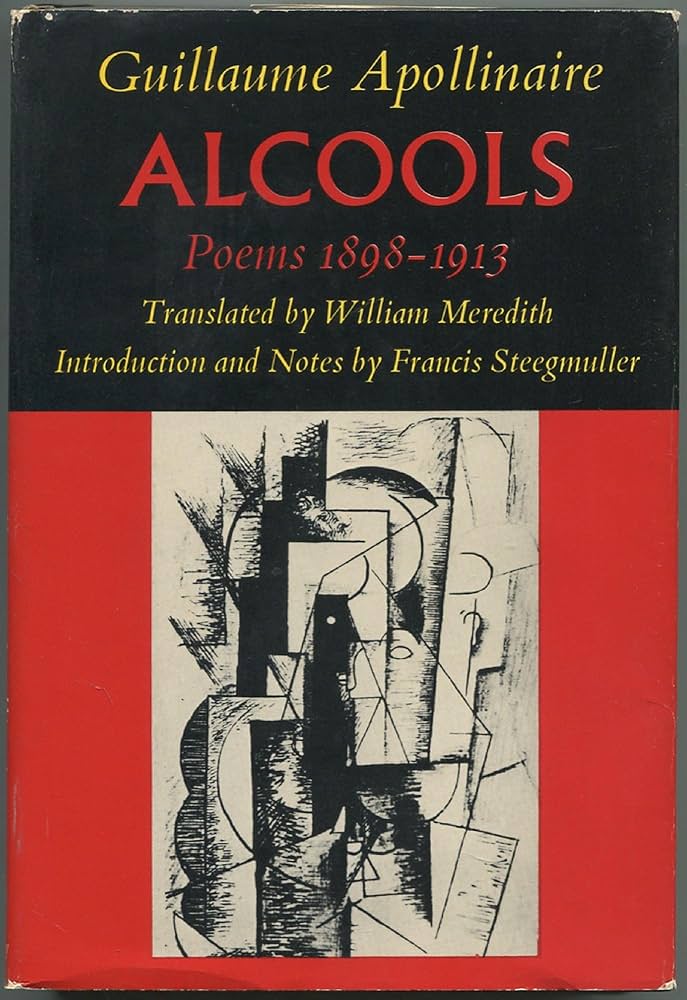 Guillaume Apollinaire
ALCOOLS
Poems 1898–1913
Translated by William Meredith
Introduction and Notes by Francis Steegmuller